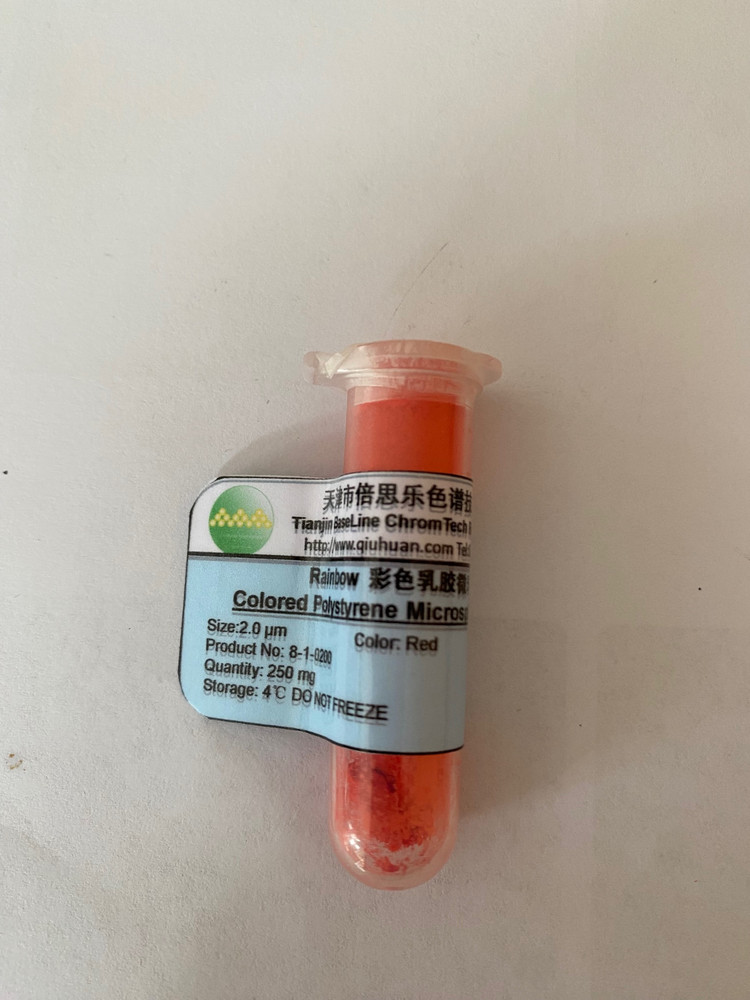 天津市倍思乐色谱技
Tianjin BaseLine ChromTech
http://www.qiuhuan.com Tel:
Rainbow 彩色乳胶微
Colored Polystyrene Micros
Size:2.0 μm
Color: Red
Product No: 8-1-0200
Quantity: 250 mg
Storage: 4℃ DO NOT FREEZE